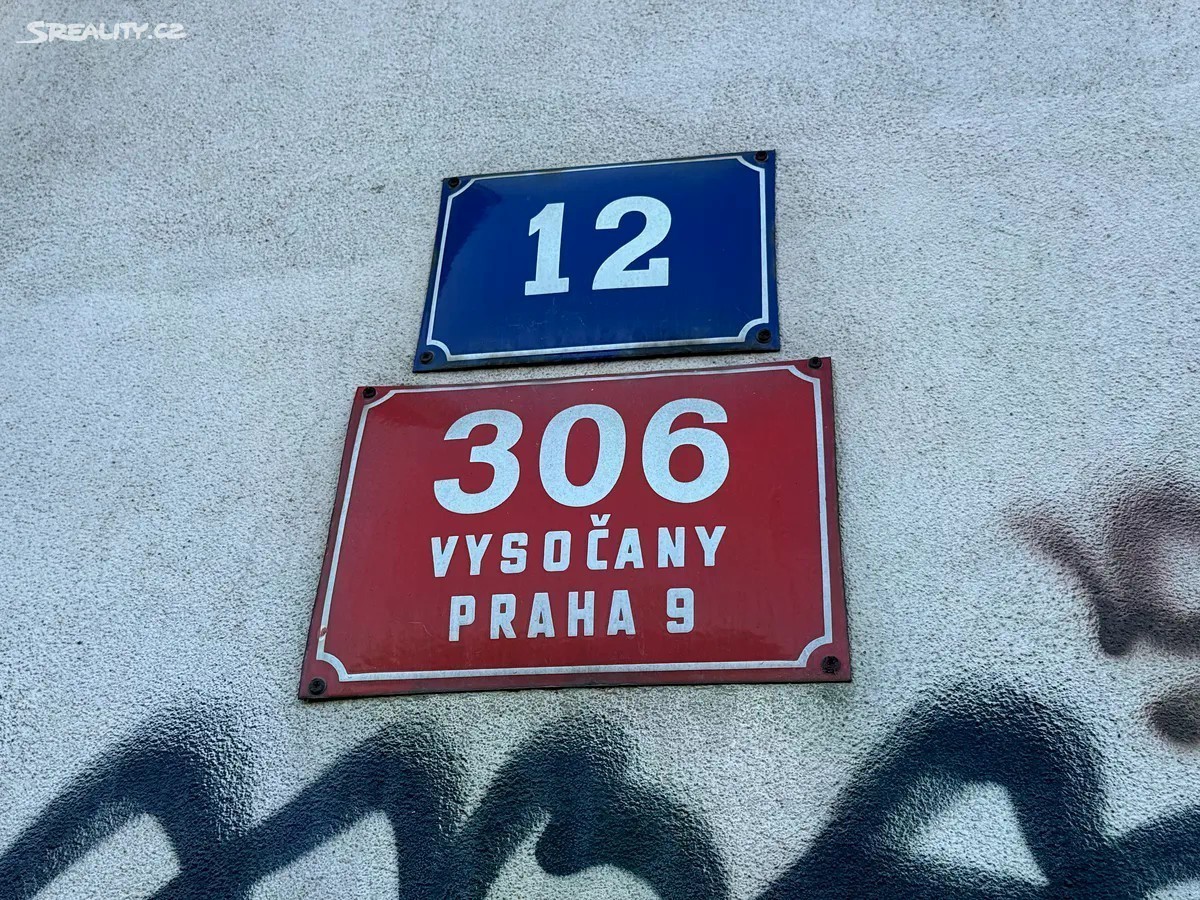 SREALITY.CZ
12
306
VYSOČANY
PRAHA 9